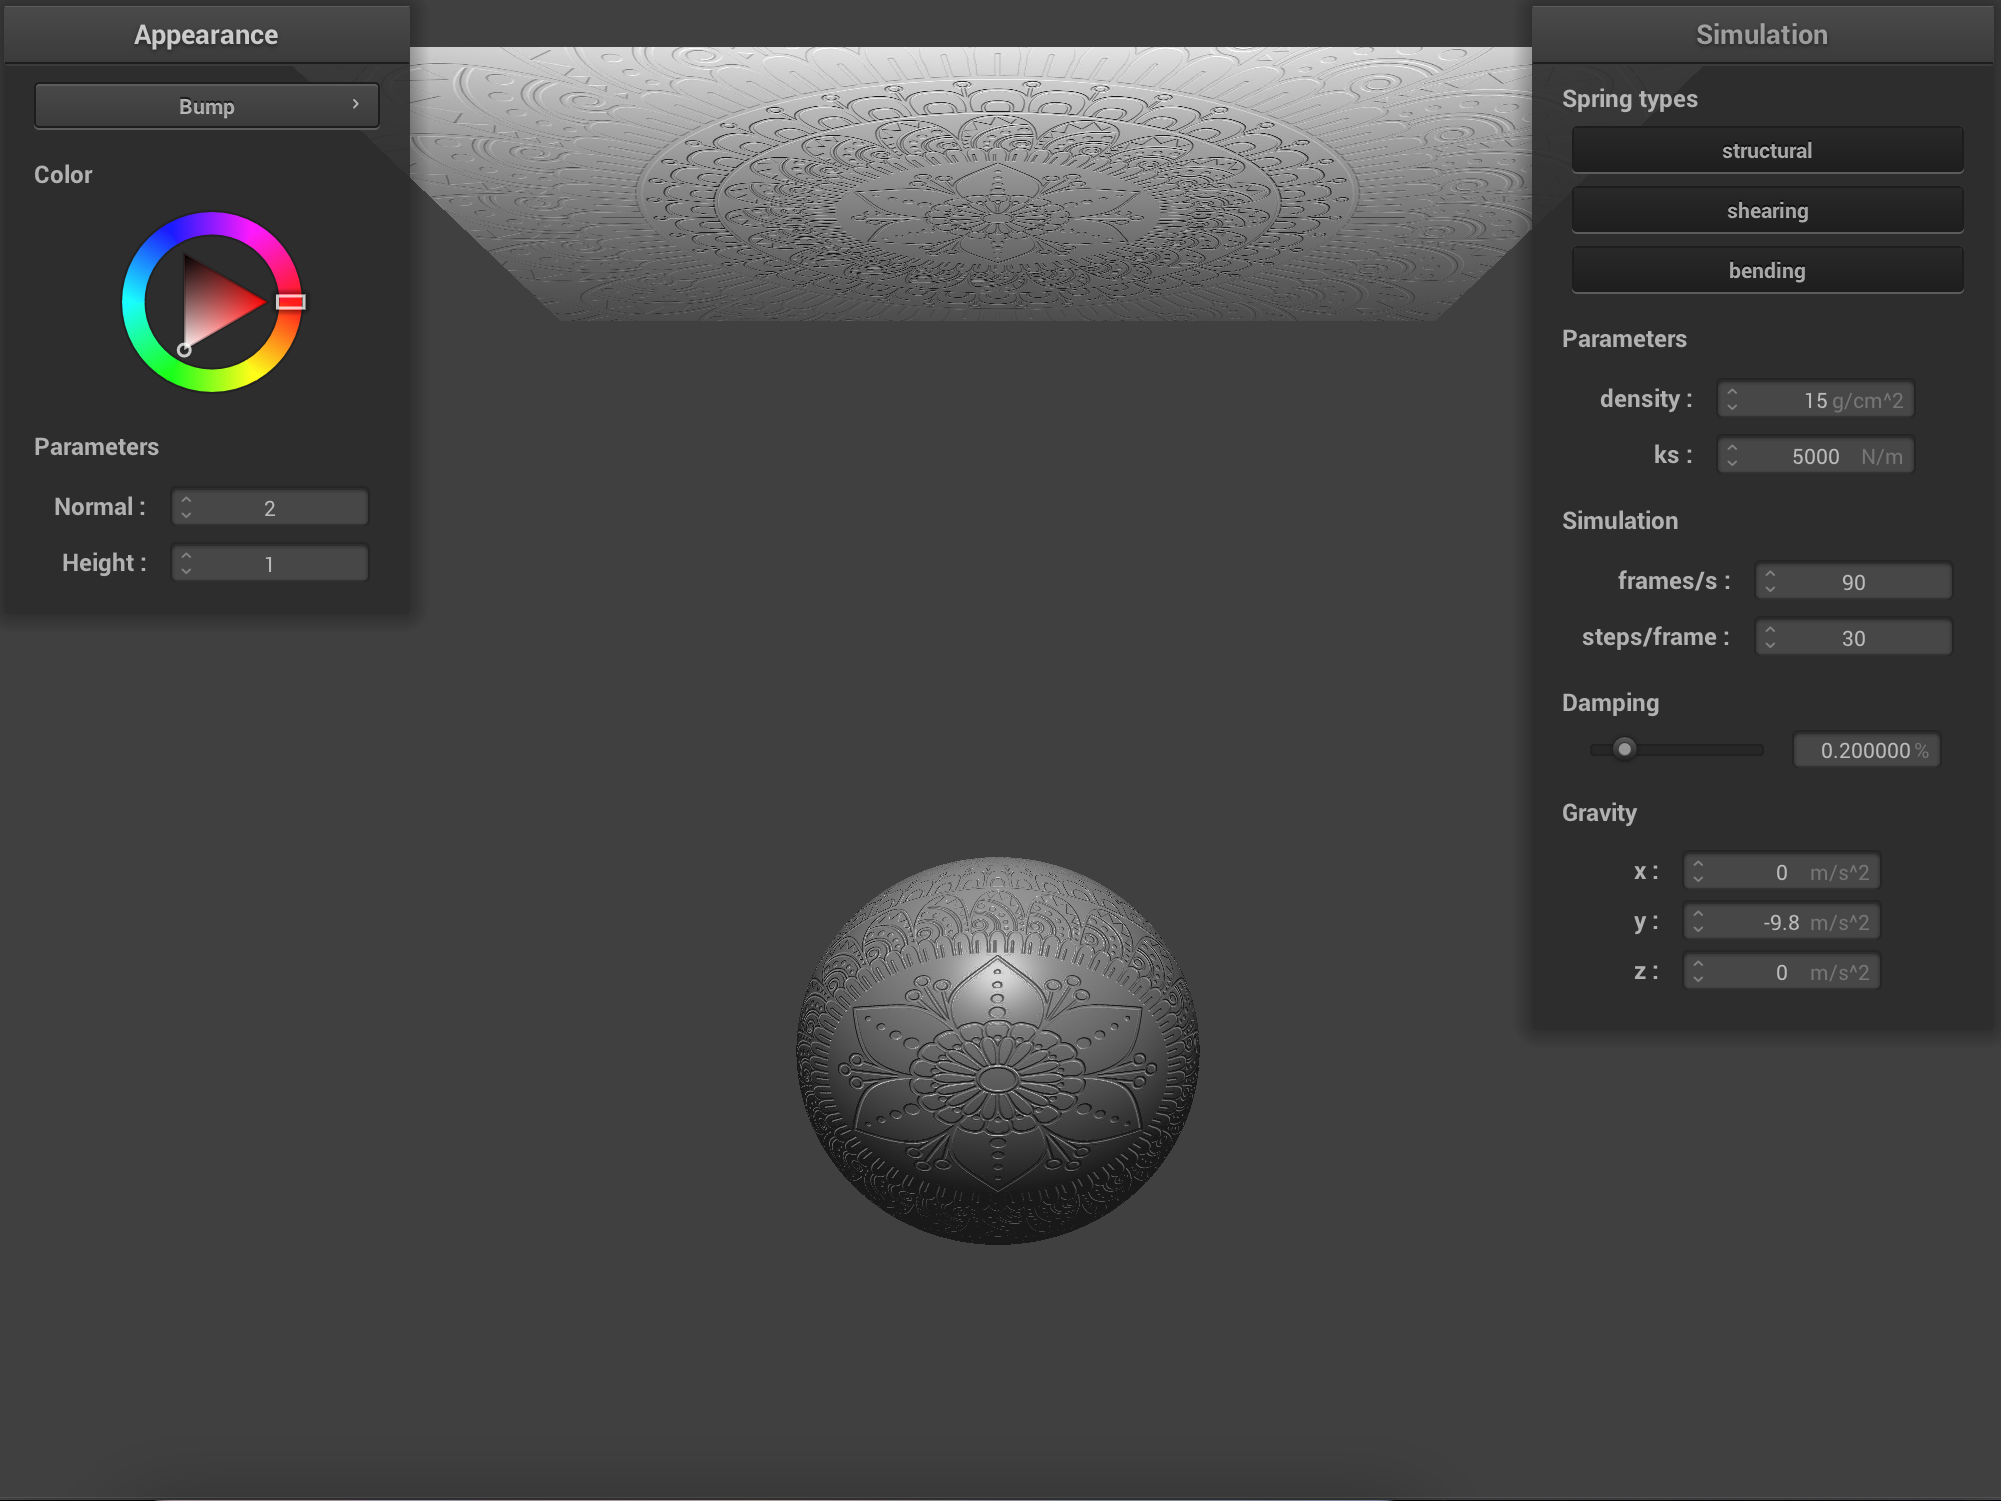 Appearance
Bump
Color
Parameters
Normal : 2
Height : 1
Simulation
Spring types
structural
shearing
bending
Parameters
density : 15 g/cm^2
ks : 5000 N/m
Simulation
frames/s : 90
steps/frame : 30
Damping
0.200000 %
Gravity
x : 0 m/s^2
y : -9.8 m/s^2
z : 0 m/s^2